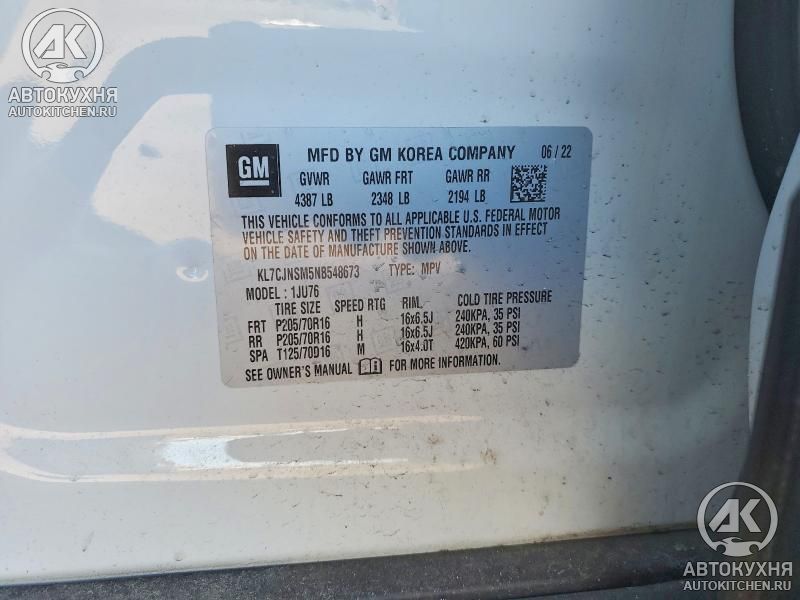 АК
АВТОКУХНЯ
AUTOKITCHEN.RU
GM
MFD BY GM KOREA COMPANY 06 / 22
GVWR GAWR FRT GAWR RR
4387 LB 2348 LB 2194 LB
THIS VEHICLE CONFORMS TO ALL APPLICABLE U.S. FEDERAL MOTOR
VEHICLE SAFETY AND THEFT PREVENTION STANDARDS IN EFFECT
ON THE DATE OF MANUFACTURE SHOWN ABOVE.
KL7CJNSM5NB548673 TYPE: MPV
MODEL : 1JU76
TIRE SIZE SPEED RTG RIM. COLD TIRE PRESSURE
FRT P205/70R16 H 16x6.5J 240KPA, 35 PSI
RR P205/70R16 H 16x6.5J 240KPA, 35 PSI
SPA T125/70D16 M 16x4.0T 420KPA, 60 PSI
SEE OWNER'S MANUAL FOR MORE INFORMATION.
АК
АВТОКУХНЯ
AUTOKITCHEN.RU